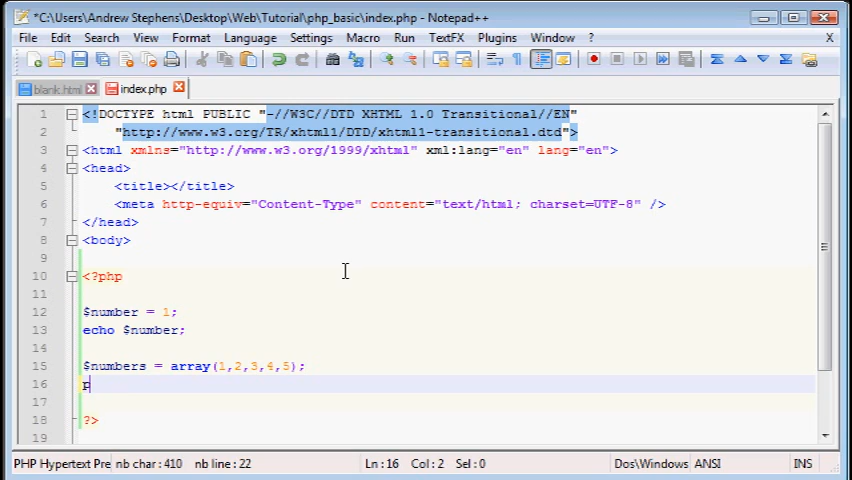 *C:\Users\Andrew Stephens\Desktop\Web\Tutorial\php_basic\index.php - Notepad++
File Edit Search View Format Language Settings Macro Run TextFX Plugins Window ? X
blank.html index.php
1 <!DOCTYPE html PUBLIC "-//W3C//DTD XHTML 1.0 Transitional//EN"
2 "http://www.w3.org/TR/xhtml1/DTD/xhtml1-transitional.dtd">
3 <html xmlns="http://www.w3.org/1999/xhtml" xml:lang="en" lang="en">
4 <head>
5 <title></title>
6 <meta http-equiv="Content-Type" content="text/html; charset=UTF-8" />
7 </head>
8 <body>
9
10 <?php
11
12 $number = 1;
13 echo $number;
14
15 $numbers = array(1,2,3,4,5);
16 p
17
18 ?>
19
PHP Hypertext Pre nb char : 410 nb line : 22 Ln : 16 Col : 2 Sel : 0 Dos\Windows ANSI INS